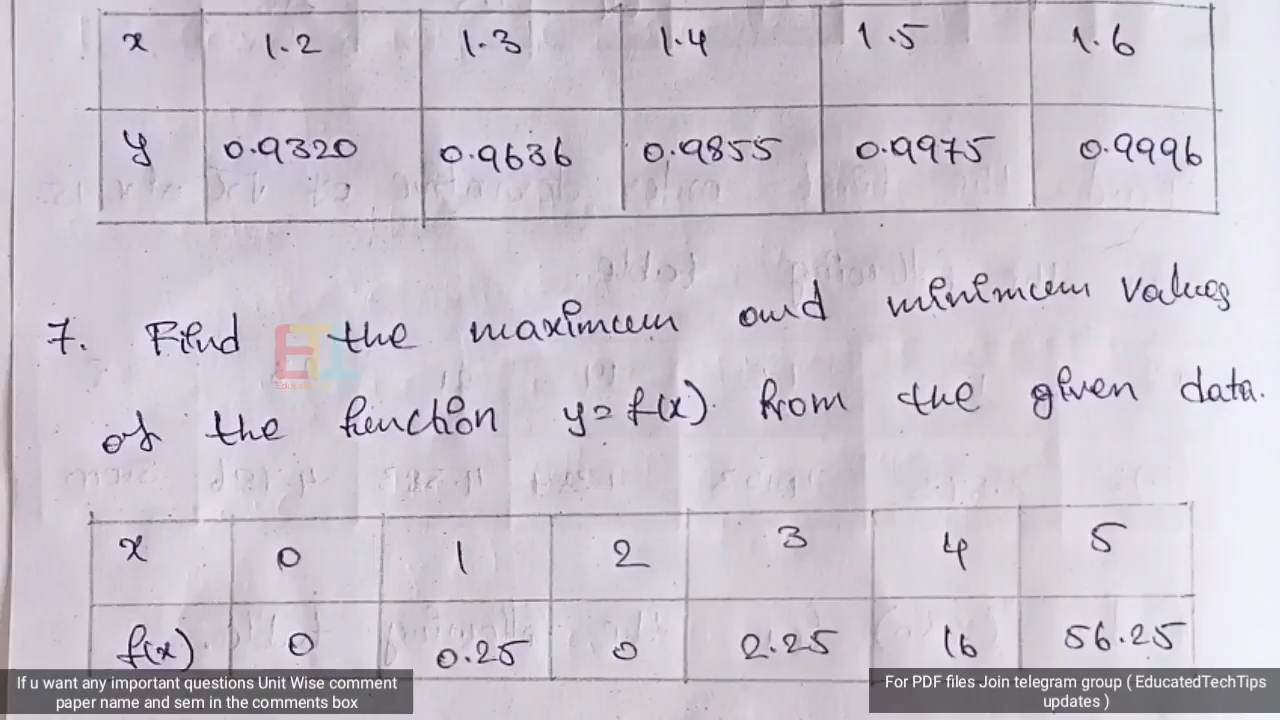 x 1.2 1.3 1.4 1.5 1.6
y 0.9320 0.9636 0.9855 0.9975 0.9996
7. Find the maximum and minimum values
of the function y=f(x). from the given data.
x 0 1 2 3 4 5
f(x) 0 0.25 0 2.25 16 56.25
If u want any important questions Unit Wise comment
paper name and sem in the comments box
For PDF files Join telegram group ( EducatedTechTips
updates )